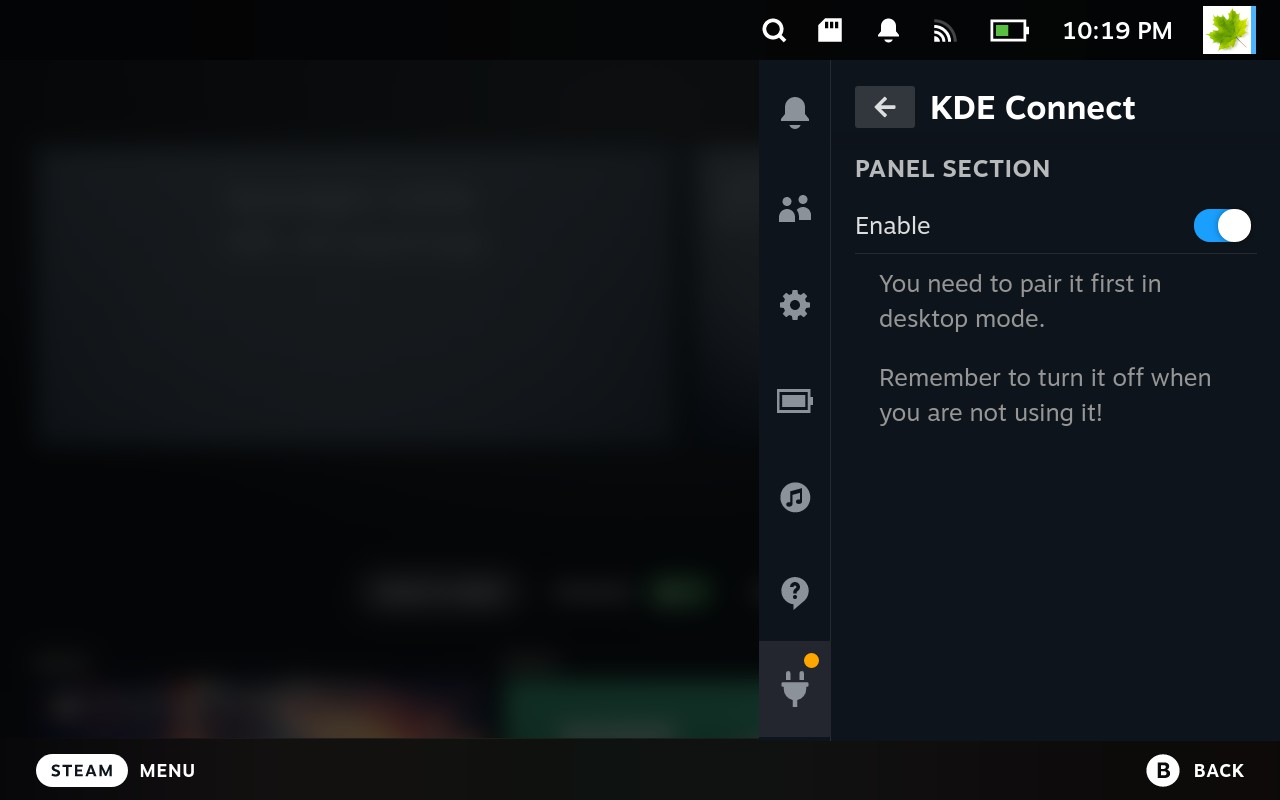 10:19 PM
KDE Connect
PANEL SECTION
Enable
You need to pair it first in
desktop mode.
Remember to turn it off when
you are not using it!
STEAM MENU
B BACK